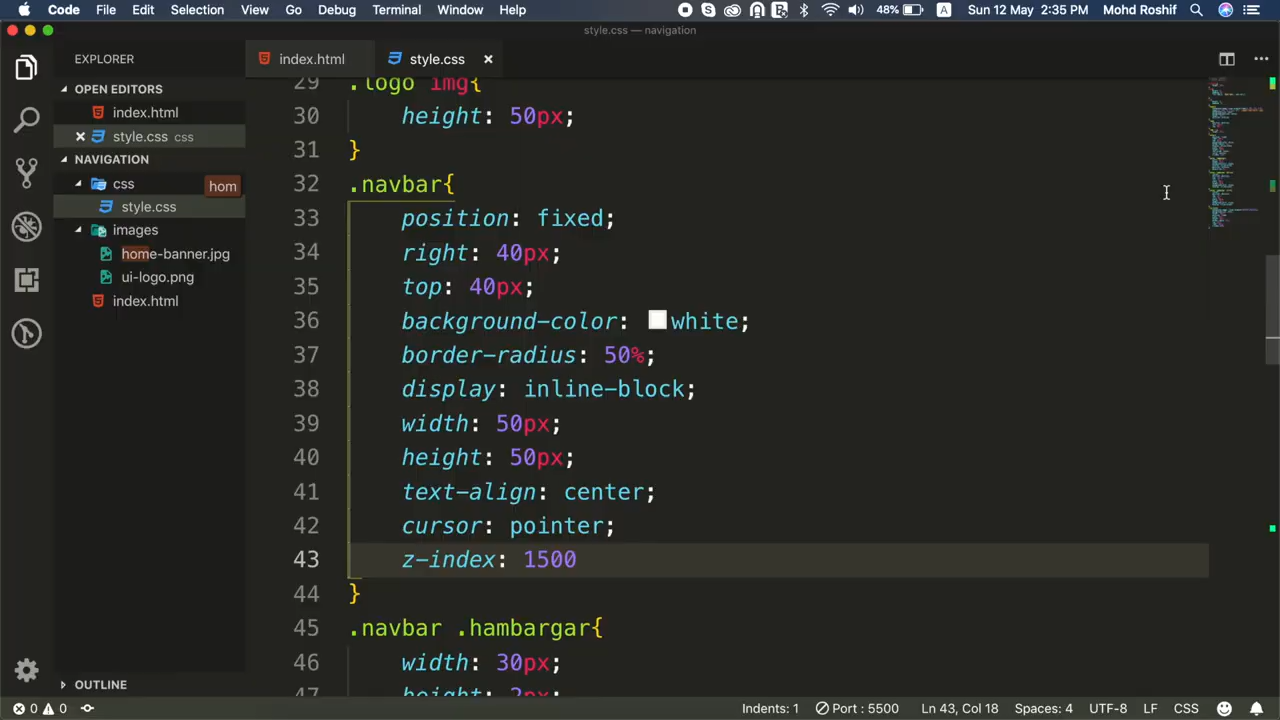 Code File Edit Selection View Go Debug Terminal Window Help 48% A Sun 12 May 2:35 PM Mohd Roshif
style.css — navigation
EXPLORER
OPEN EDITORS
index.html
style.css css
NAVIGATION
css
hom
style.css
images
home-banner.jpg
ui-logo.png
index.html
OUTLINE
index.html style.css
29 .logo img{
30 height: 50px;
31 }
32 .navbar{
33 position: fixed;
34 right: 40px;
35 top: 40px;
36 background-color: white;
37 border-radius: 50%;
38 display: inline-block;
39 width: 50px;
40 height: 50px;
41 text-align: center;
42 cursor: pointer;
43 z-index: 1500
44 }
45 .navbar .hambargar{
46 width: 30px;
47 height: 2px;
0 0 Indents: 1 Port : 5500 Ln 43, Col 18 Spaces: 4 UTF-8 LF CSS